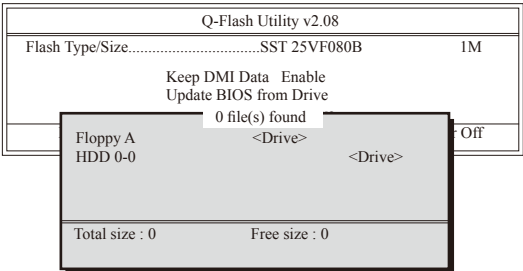 Q-Flash Utility v2.08
Flash Type/Size.................................SST 25VF080B 1M
Keep DMI Data Enable
Update BIOS from Drive
0 file(s) found
Floppy A <Drive>
HDD 0-0 <Drive>
Off
Total size : 0 Free size : 0